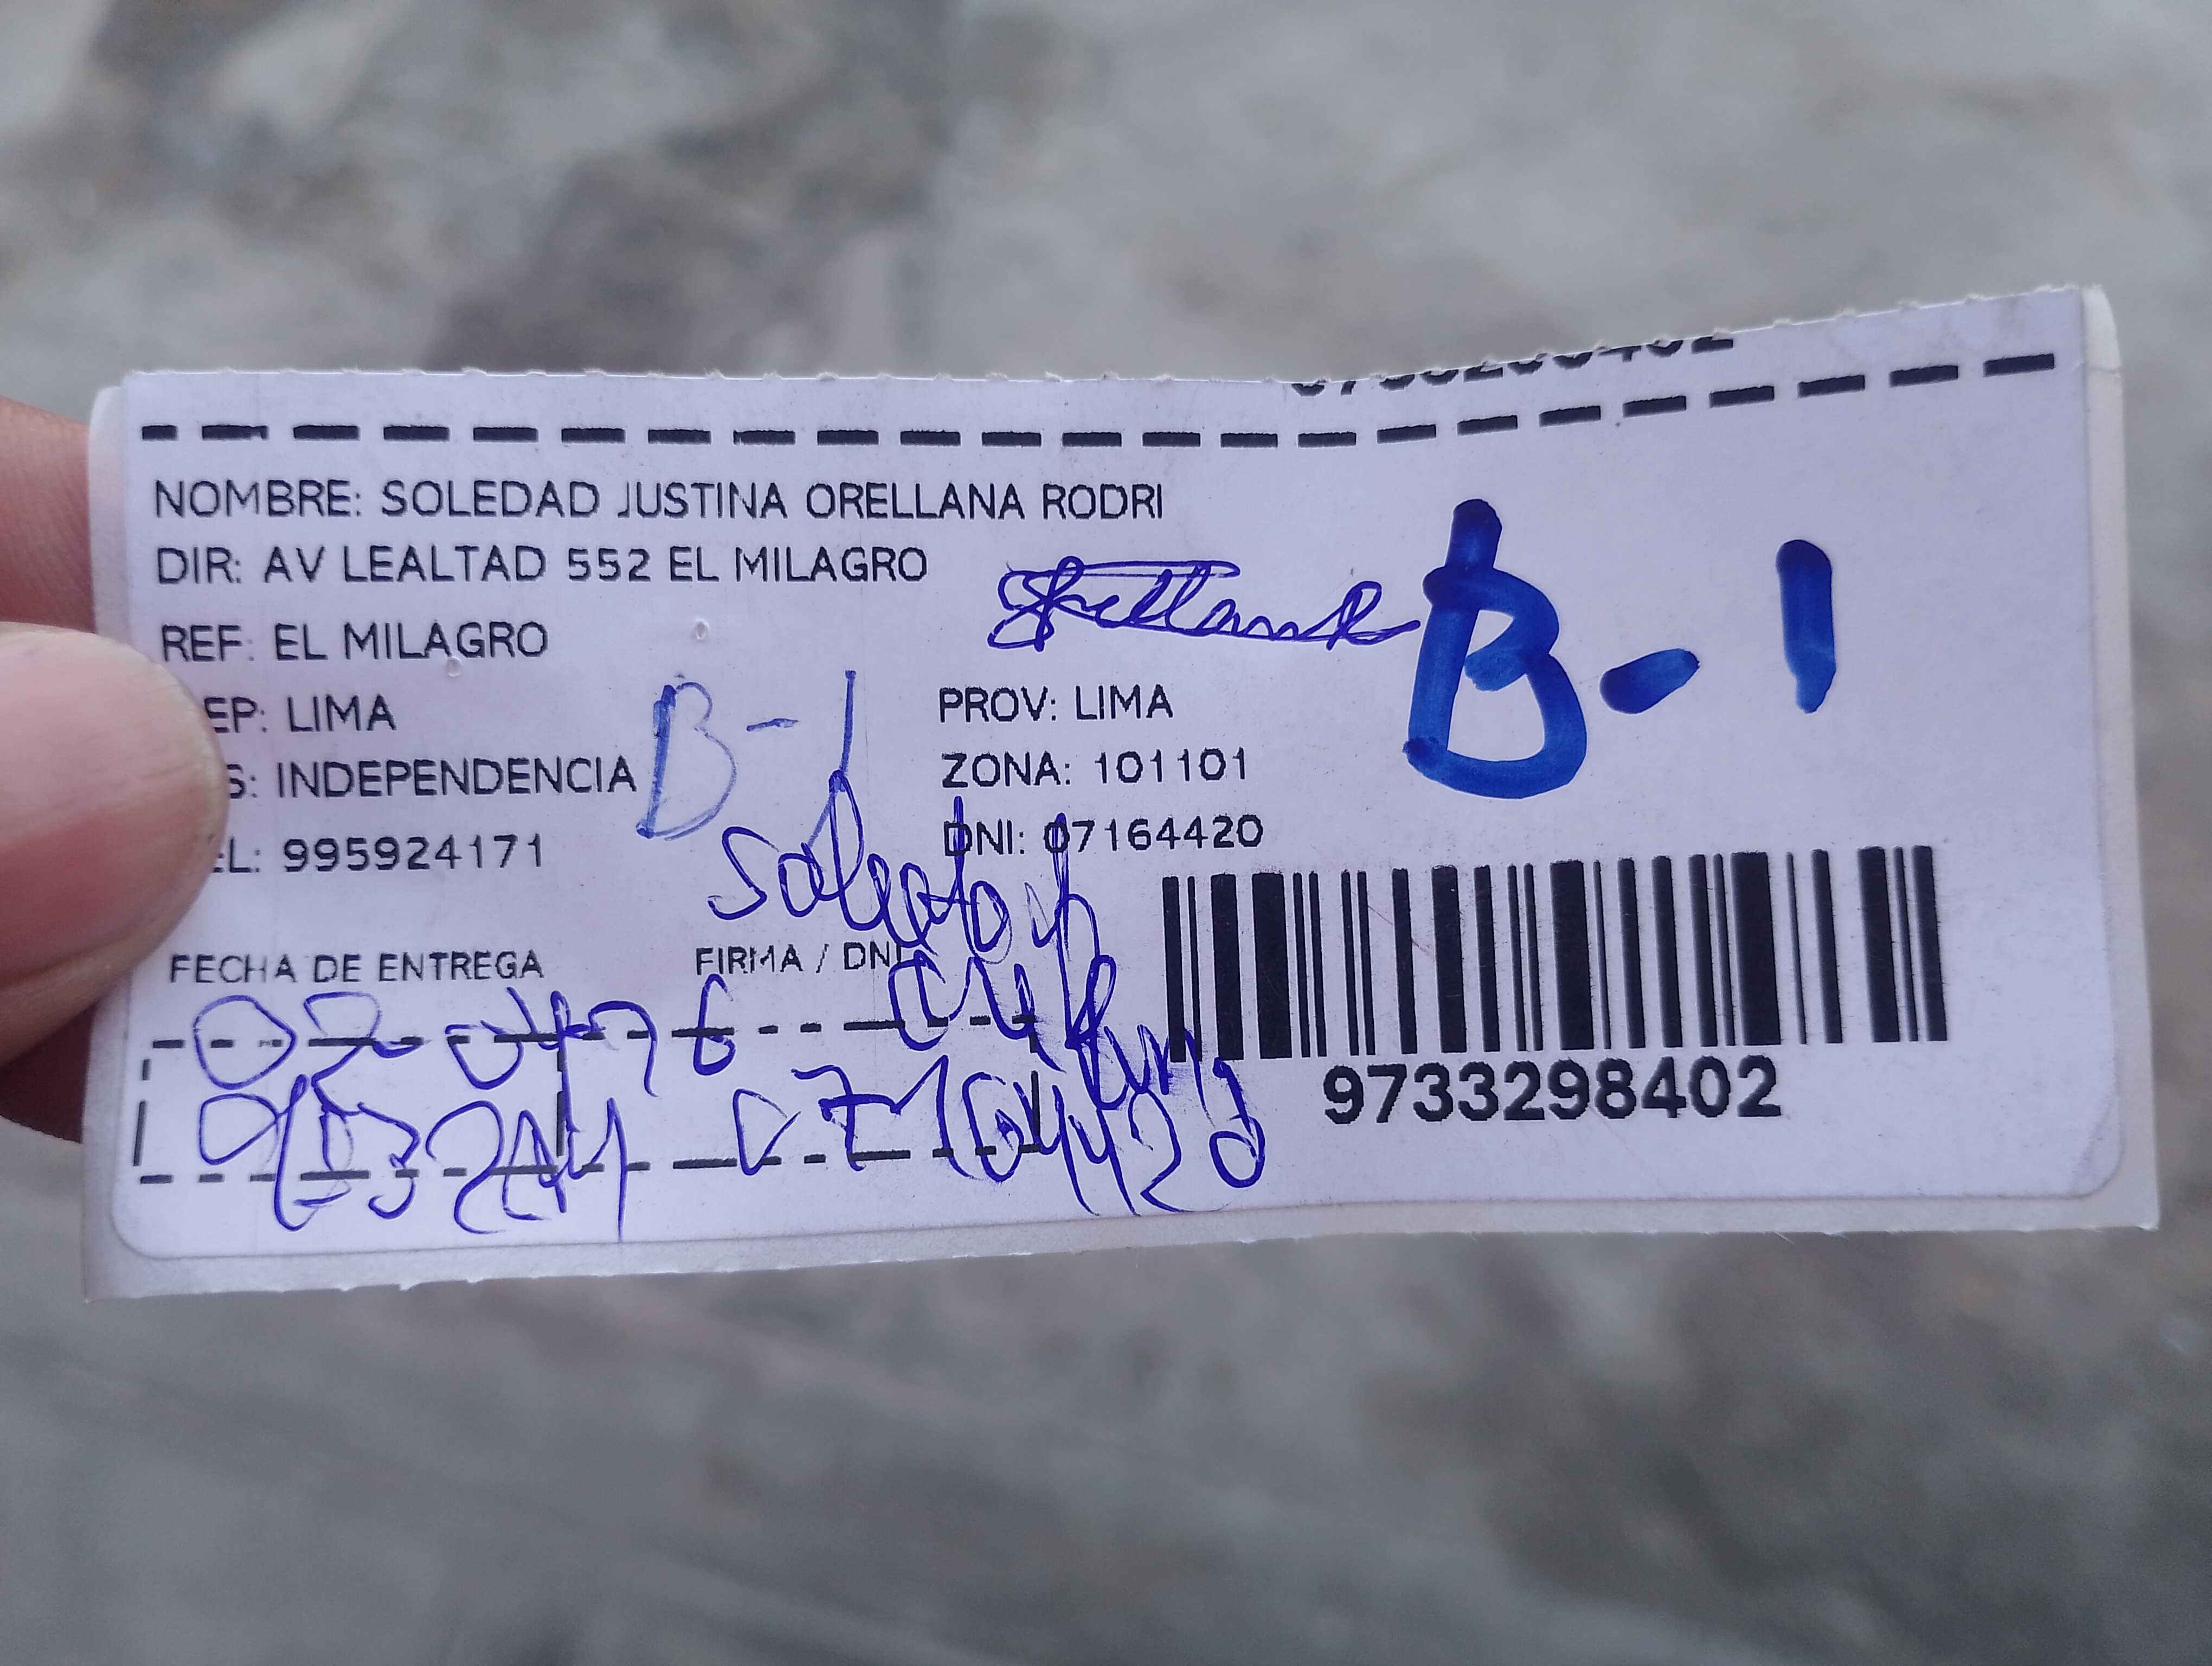 NOMBRE: SOLEDAD JUSTINA ORELLANA RODRI
DIR: AV LEALTAD 552 EL MILAGRO
REF: EL MILAGRO
B-1
EP: LIMA
PROV: LIMA
B-1
S: INDEPENDENCIA
ZONA: 101101
EL: 995924171
DNI: 07164420
FECHA DE ENTREGA
FIRMA / DNI
07164420
9733298402